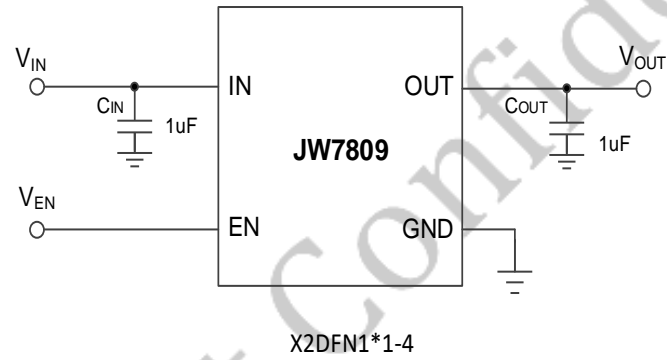 VIN
VOUT
IN
OUT
CIN
1uF
COUT
1uF
JW7809
VEN
EN
GND
X2DFN1*1-4